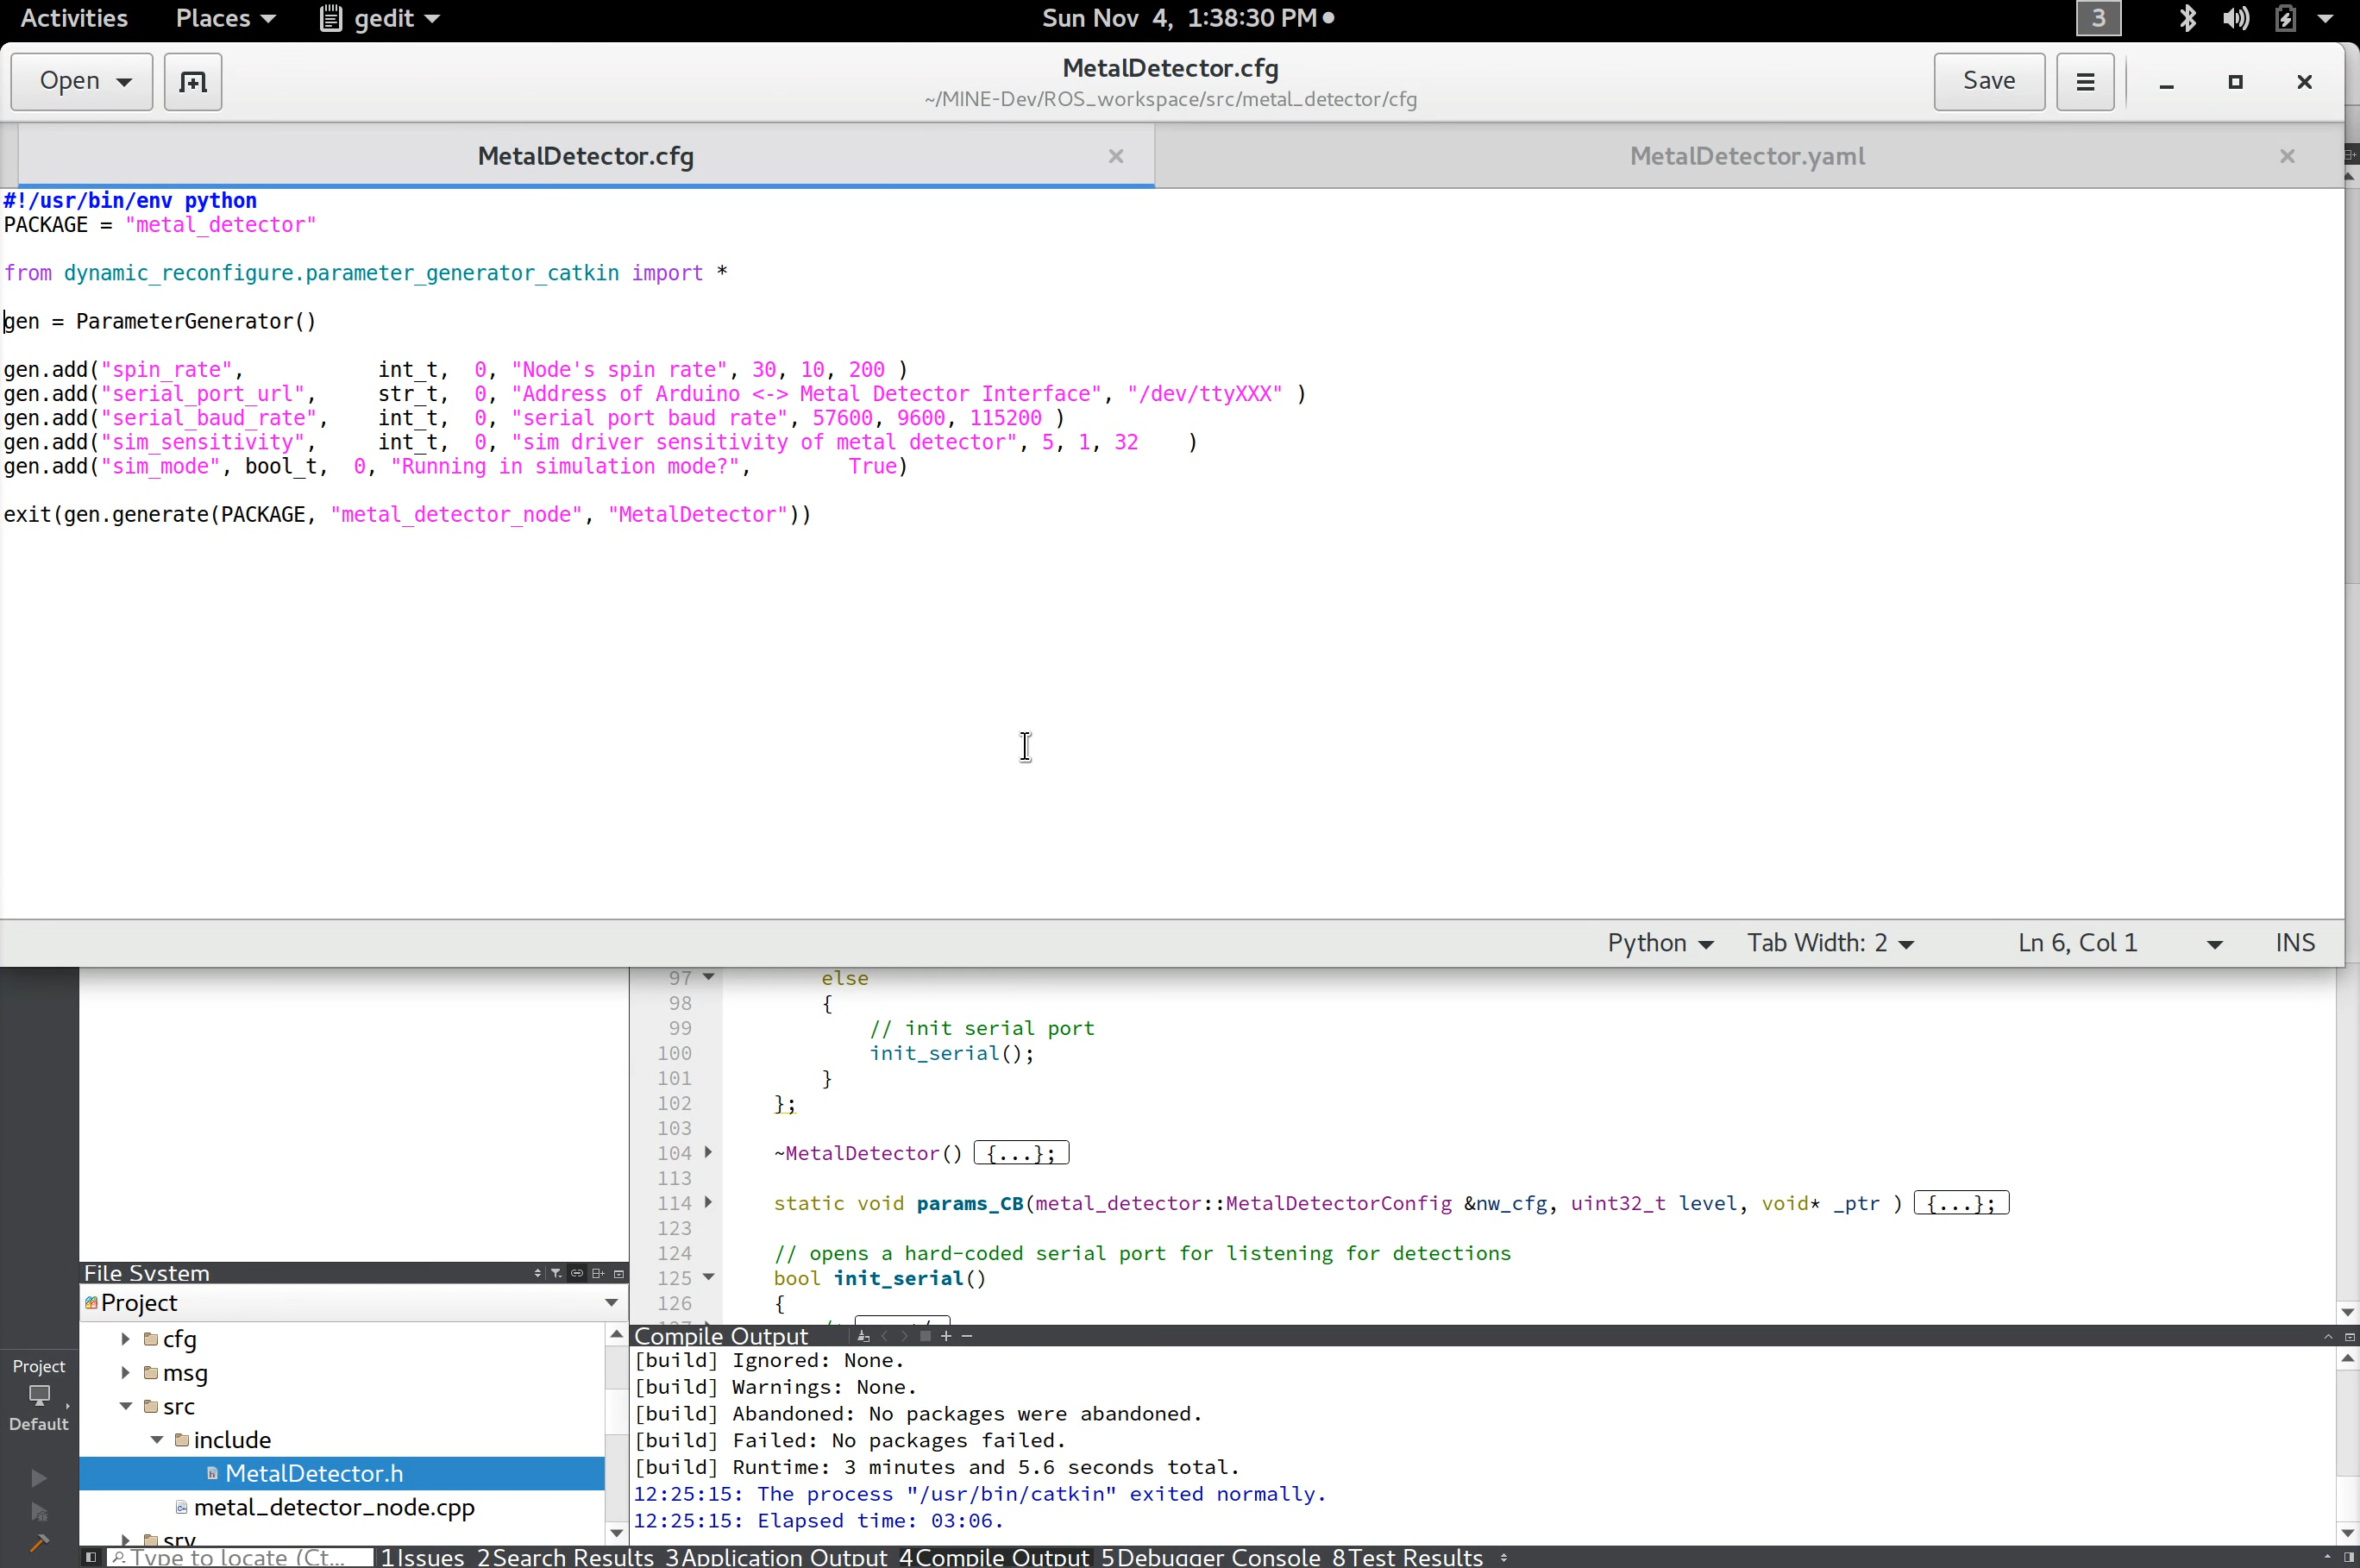 Activities Places gedit Sun Nov 4, 1:38:30 PM 3
Open MetalDetector.cfg Save
~/MINE-Dev/ROS_workspace/src/metal_detector/cfg
MetalDetector.cfg MetalDetector.yaml
#!/usr/bin/env python
PACKAGE = "metal_detector"
from dynamic_reconfigure.parameter_generator_catkin import *
gen = ParameterGenerator()
gen.add("spin_rate", int_t, 0, "Node's spin rate", 30, 10, 200 )
gen.add("serial_port_url", str_t, 0, "Address of Arduino <-> Metal Detector Interface", "/dev/ttyXXX" )
gen.add("serial_baud_rate", int_t, 0, "serial port baud rate", 57600, 9600, 115200 )
gen.add("sim_sensitivity", int_t, 0, "sim driver sensitivity of metal detector", 5, 1, 32 )
gen.add("sim_mode", bool_t, 0, "Running in simulation mode?", True)
exit(gen.generate(PACKAGE, "metal_detector_node", "MetalDetector"))
Python Tab Width: 2 Ln 6, Col 1 INS
97 else
98 {
99 // init serial port
100 init_serial();
101 }
102 };
103
104 ~MetalDetector() {...};
113
114 static void params_CB(metal_detector::MetalDetectorConfig &nw_cfg, uint32_t level, void* _ptr ) {...};
123
124 // opens a hard-coded serial port for listening for detections
125 bool init_serial()
126 {
File System
Project
cfg
msg
src
include
MetalDetector.h
metal_detector_node.cpp
srv
Project
Default
Compile Output
[build] Ignored: None.
[build] Warnings: None.
[build] Abandoned: No packages were abandoned.
[build] Failed: No packages failed.
[build] Runtime: 3 minutes and 5.6 seconds total.
12:25:15: The process "/usr/bin/catkin" exited normally.
12:25:15: Elapsed time: 03:06.
Type to locate (Ct... 1 Issues 2 Search Results 3 Application Output 4 Compile Output 5 Debugger Console 8 Test Results